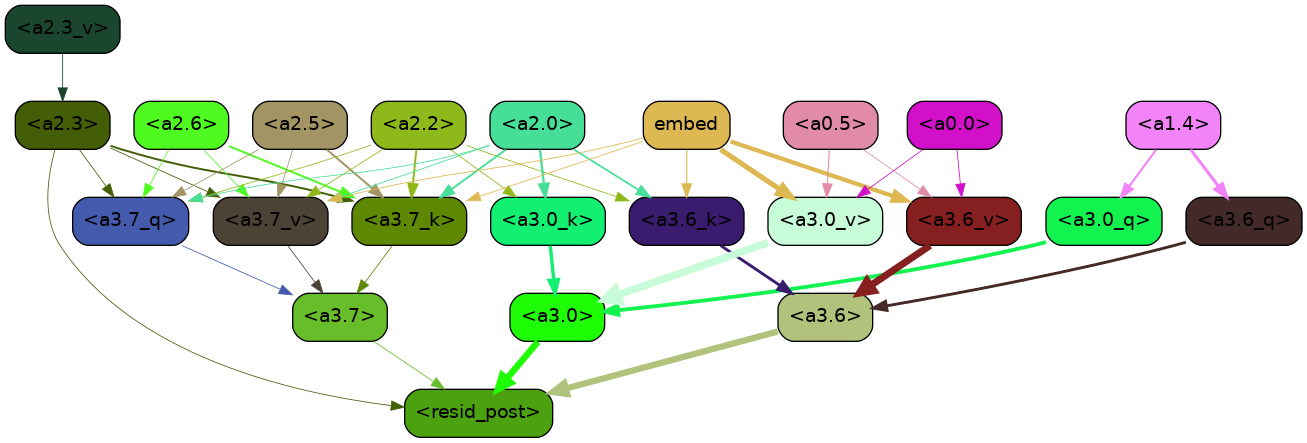 <a2.3_v>
<a2.3> <a2.6> <a2.5> <a2.2> <a2.0> embed <a0.5> <a0.0> <a1.4>
<a3.7_q> <a3.7_v> <a3.7_k> <a3.0_k> <a3.6_k> <a3.0_v> <a3.6_v> <a3.0_q> <a3.6_q>
<a3.7> <a3.0> <a3.6>
<resid_post>